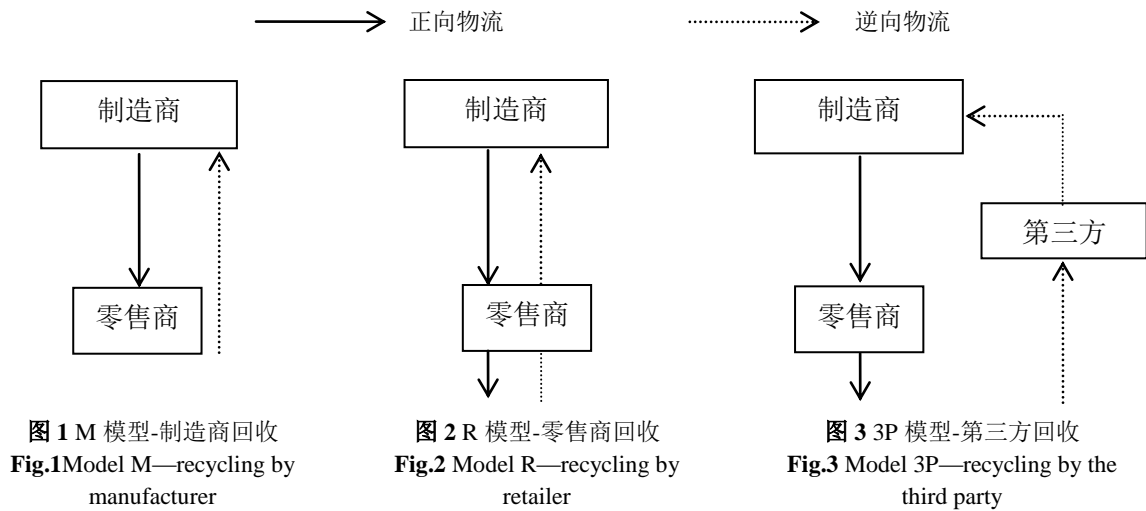 正向物流
逆向物流
制造商
零售商
图 1 M 模型-制造商回收
Fig.1Model M—recycling by
manufacturer
制造商
零售商
图 2 R 模型-零售商回收
Fig.2 Model R—recycling by
retailer
制造商
第三方
零售商
图 3 3P 模型-第三方回收
Fig.3 Model 3P—recycling by the
third party